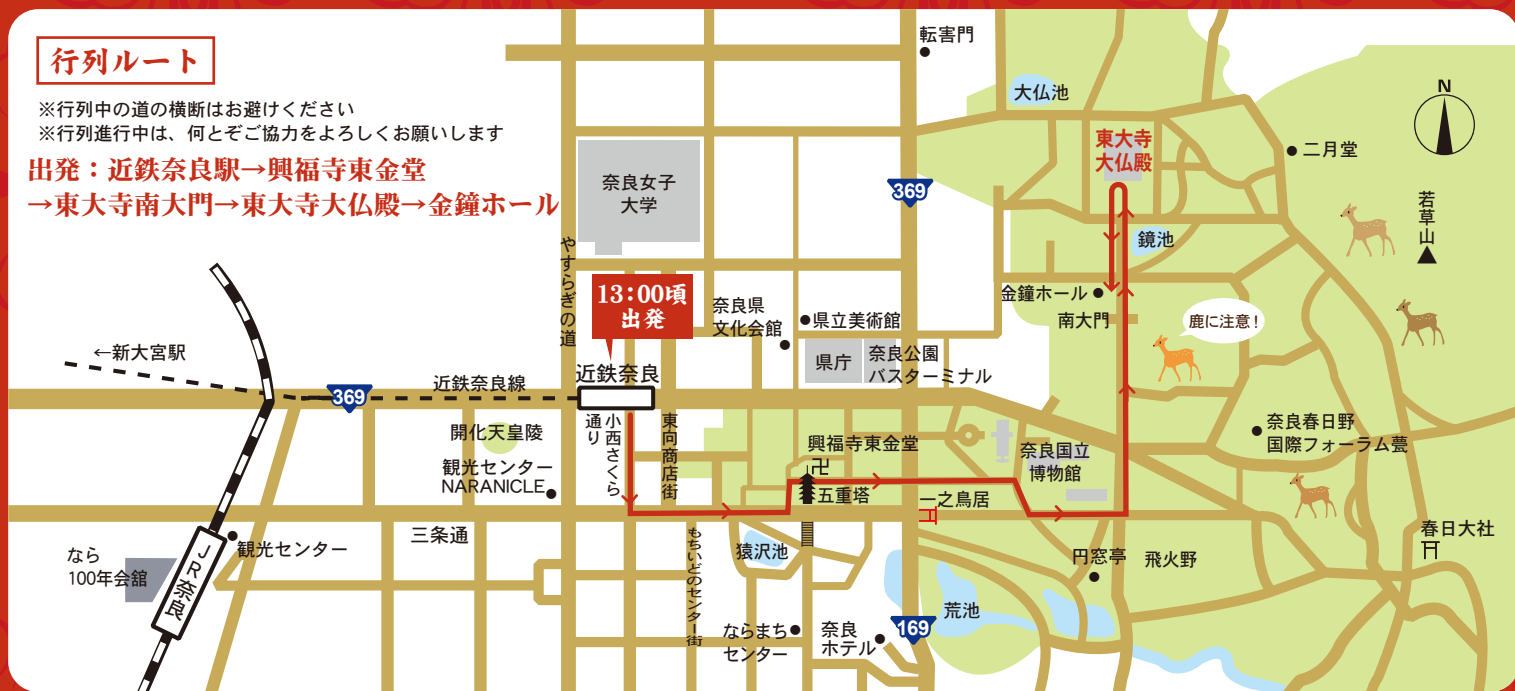 行列ルート
※行列中の道の横断はお避けください
※行列進行中は、何とぞご協力をよろしくお願いします
出発：近鉄奈良駅→興福寺東金堂
→東大寺南大門→東大寺大仏殿→金鐘ホール
転害門
大仏池
N
東大寺
大仏殿
二月堂
奈良女子
大学
369
若草山
鏡池
やすらぎの道
13:00頃
出発
金鐘ホール
南大門
鹿に注意！
奈良県
文化会館
県立美術館
県庁
奈良公園
バスターミナル
←新大宮駅
近鉄奈良線
近鉄奈良
369
開化天皇陵
小西さくら
通り
東向商店街
興福寺東金堂
卍
五重塔
奈良国立
博物館
奈良春日野
国際フォーラム甍
観光センター
NARANICLE
一之鳥居
三条通
春日大社
なら
100年会舘
観光センター
JR奈良
もちいどのセンター街
猿沢池
円窓亭
飛火野
荒池
ならまち
センター
奈良
ホテル
169